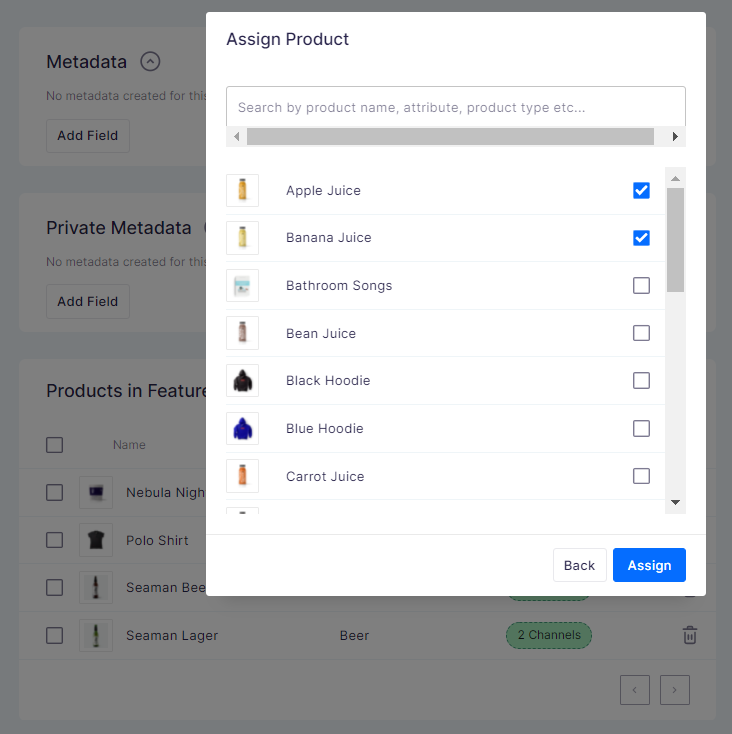 Assign Product
Search by product name, attribute, product type etc...
Apple Juice
Banana Juice
Bathroom Songs
Bean Juice
Black Hoodie
Blue Hoodie
Carrot Juice
Back
Assign
Metadata
No metadata created for this
Add Field
Private Metadata
No metadata created for this
Add Field
Products in Feature
Name
Nebula Nigh
Polo Shirt
Seaman Bee
Seaman Lager
Beer
2 Channels